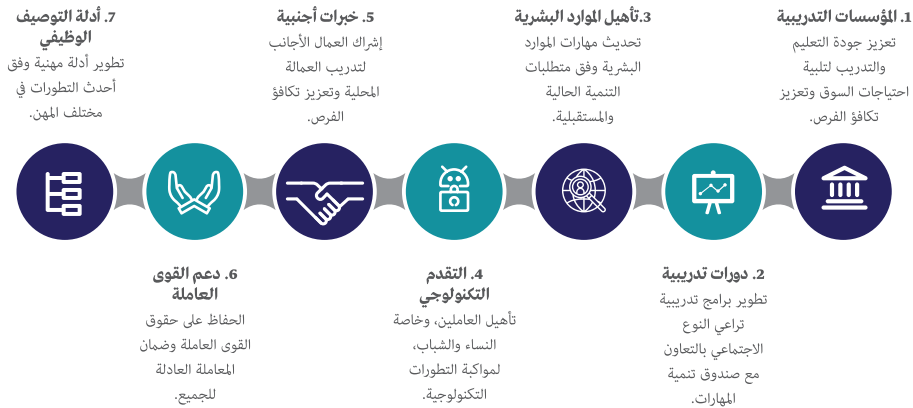 1. المؤسسات التدريبية
تعزيز جودة التعليم
والتدريب لتلبية
احتياجات السوق وتعزيز
تكافؤ الفرص.
2. دورات تدريبية
تطوير برامج تدريبية
تراعي النوع
الاجتماعي بالتعاون
مع صندوق تنمية
المهارات.
3.تأهيل الموارد البشرية
تحديث مهارات الموارد
البشرية وفق متطلبات
التنمية الحالية
والمستقبلية.
4. التقدم
التكنولوجي
تأهيل العاملين، وخاصة
النساء والشباب،
لمواكبة التطورات
التكنولوجية.
5. خبرات أجنبية
إشراك العمال الأجانب
لتدريب العمالة
المحلية وتعزيز تكافؤ
الفرص.
6. دعم القوى
العاملة
الحفاظ على حقوق
القوى العاملة وضمان
المعاملة العادلة
للجميع.
7. أدلة التوصيف
الوظيفي
تطوير أدلة مهنية وفق
أحدث التطورات في
مختلف المهن.